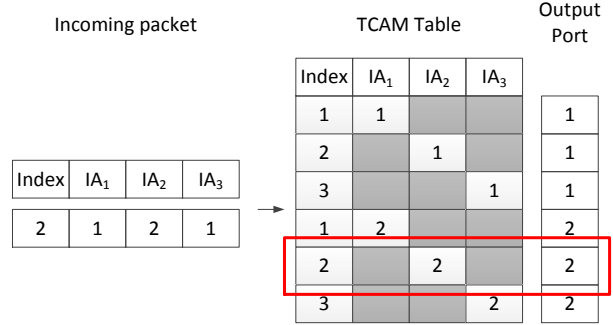 Incoming packet
TCAM Table
Output
Port
Index IA₁ IA₂ IA₃
1 1 1
2 1 1
3 1 1
Index IA₁ IA₂ IA₃
2 1 2 1
1 2 2
2 2 2
3 2 2